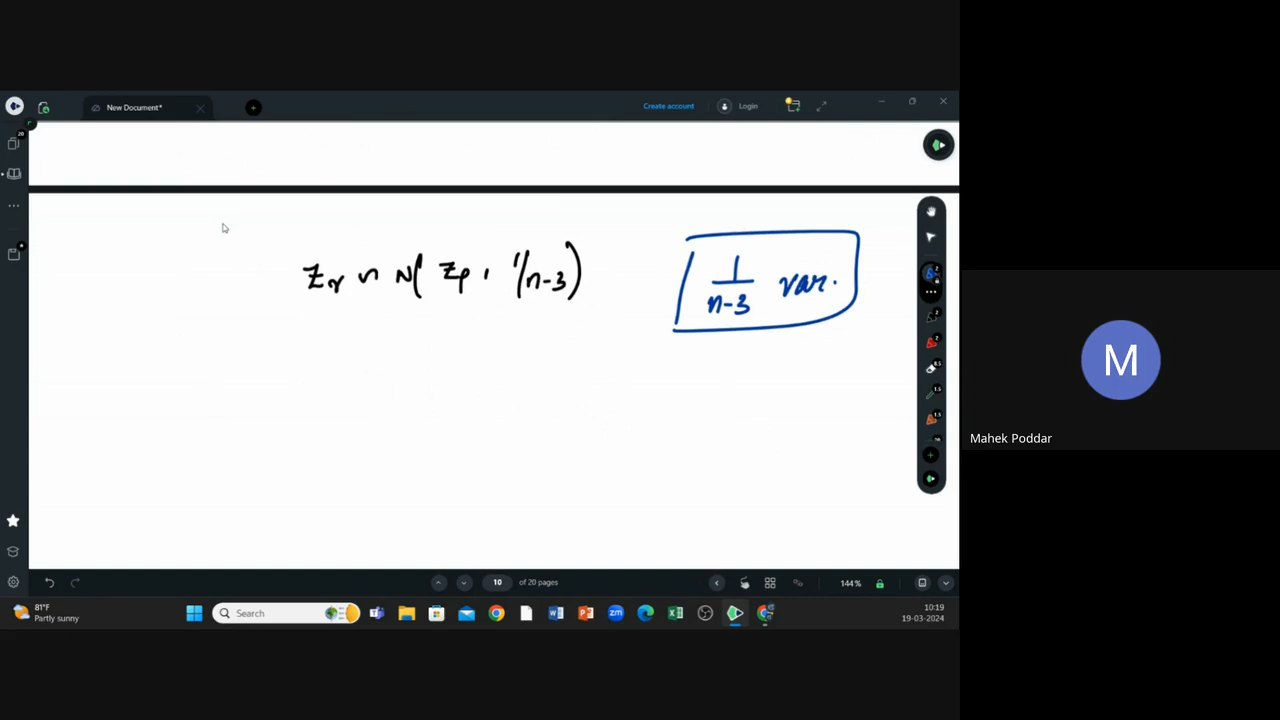 New Document*
Create account
Login
Zr ~ N( Zρ , 1/n-3)
1/n-3 var.
10 of 20 pages
144%
81°F
Partly sunny
Search
10:19
19-03-2024
M
Mahek Poddar